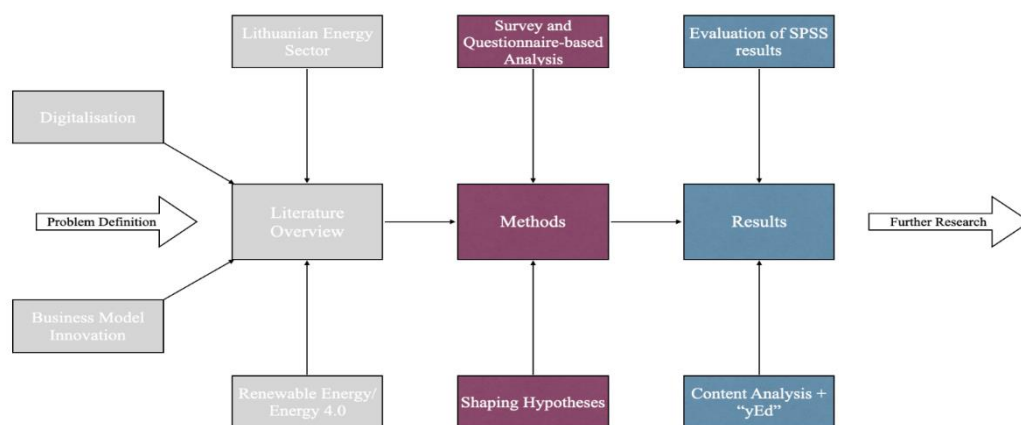 Lithuanian Energy
Sector
Survey and
Questionnaire-based
Analysis
Evaluation of SPSS
results
Digitalisation
Problem Definition
Literature
Overview
Methods
Results
Further Research
Business Model
Innovation
Renewable Energy/
Energy 4.0
Shaping Hypotheses
Content Analysis +
“yEd”